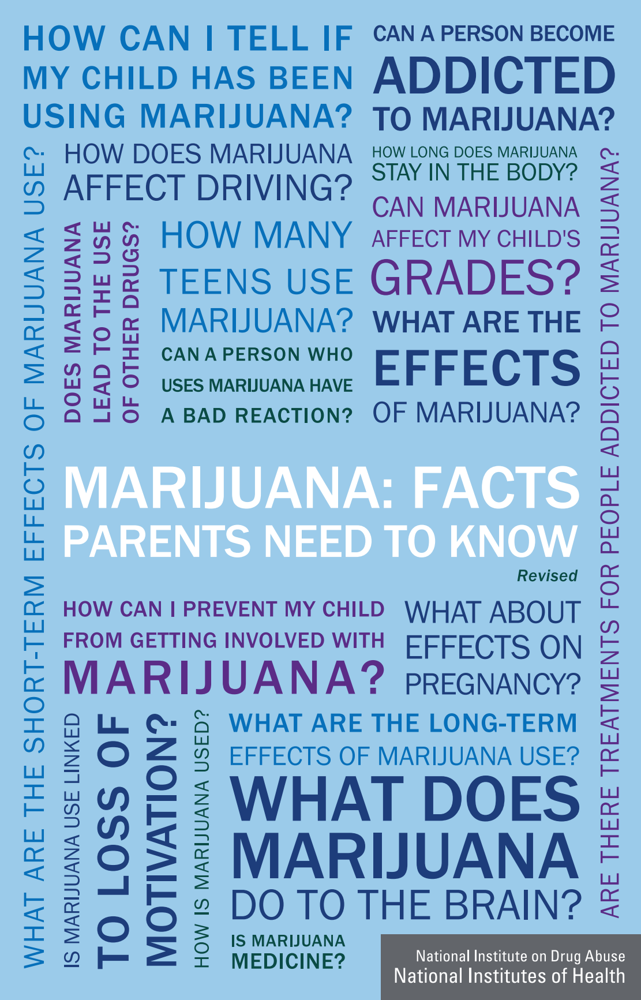 HOW CAN I TELL IF
MY CHILD HAS BEEN
USING MARIJUANA?
CAN A PERSON BECOME
ADDICTED
TO MARIJUANA?
WHAT ARE THE SHORT-TERM EFFECTS OF MARIJUANA USE?
HOW DOES MARIJUANA
AFFECT DRIVING?
HOW LONG DOES MARIJUANA
STAY IN THE BODY?
DOES MARIJUANA
LEAD TO THE USE
OF OTHER DRUGS?
HOW MANY
TEENS USE
MARIJUANA?
CAN MARIJUANA
AFFECT MY CHILD'S
GRADES?
CAN A PERSON WHO
USES MARIJUANA HAVE
A BAD REACTION?
WHAT ARE THE
EFFECTS
OF MARIJUANA?
ARE THERE TREATMENTS FOR PEOPLE ADDICTED TO MARIJUANA?
MARIJUANA: FACTS
PARENTS NEED TO KNOW
Revised
HOW CAN I PREVENT MY CHILD
FROM GETTING INVOLVED WITH
MARIJUANA?
WHAT ABOUT
EFFECTS ON
PREGNANCY?
IS MARIJUANA USE LINKED
TO LOSS OF
MOTIVATION?
HOW IS MARIJUANA USED?
WHAT ARE THE LONG-TERM
EFFECTS OF MARIJUANA USE?
WHAT DOES
MARIJUANA
DO TO THE BRAIN?
IS MARIJUANA
MEDICINE?
National Institute on Drug Abuse
National Institutes of Health